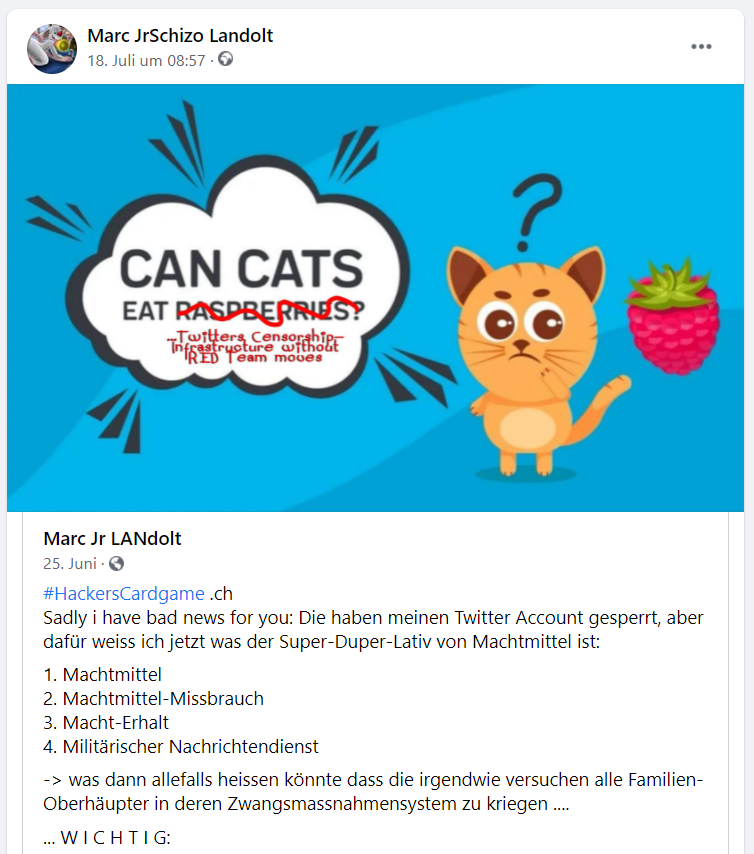 Marc JrSchizo Landolt
18. Juli um 08:57 ·
CAN CATS
EAT RASPBERRIES?
Twitters Censorship-
Infrastructure without
RED Team moves
?
Marc Jr LANdolt
25. Juni ·
#HackersCardgame .ch
Sadly i have bad news for you: Die haben meinen Twitter Account gesperrt, aber
dafür weiss ich jetzt was der Super-Duper-Lativ von Machtmittel ist:
1. Machtmittel
2. Machtmittel-Missbrauch
3. Macht-Erhalt
4. Militärischer Nachrichtendienst
-> was dann allefalls heissen könnte dass die irgendwie versuchen alle Familien-
Oberhäupter in deren Zwangsmassnahmensystem zu kriegen ....
... W I C H T I G: